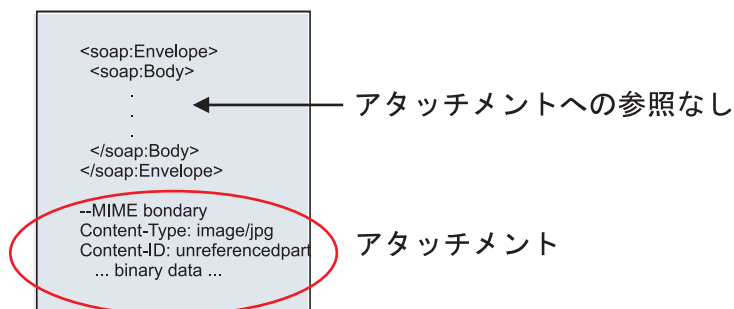 <soap:Envelope>
<soap:Body>
.
.
.
アタッチメントへの参照なし
</soap:Body>
</soap:Envelope>
--MIME bondary
Content-Type: image/jpg
Content-ID: unreferencedpart
... binary data ...
アタッチメント